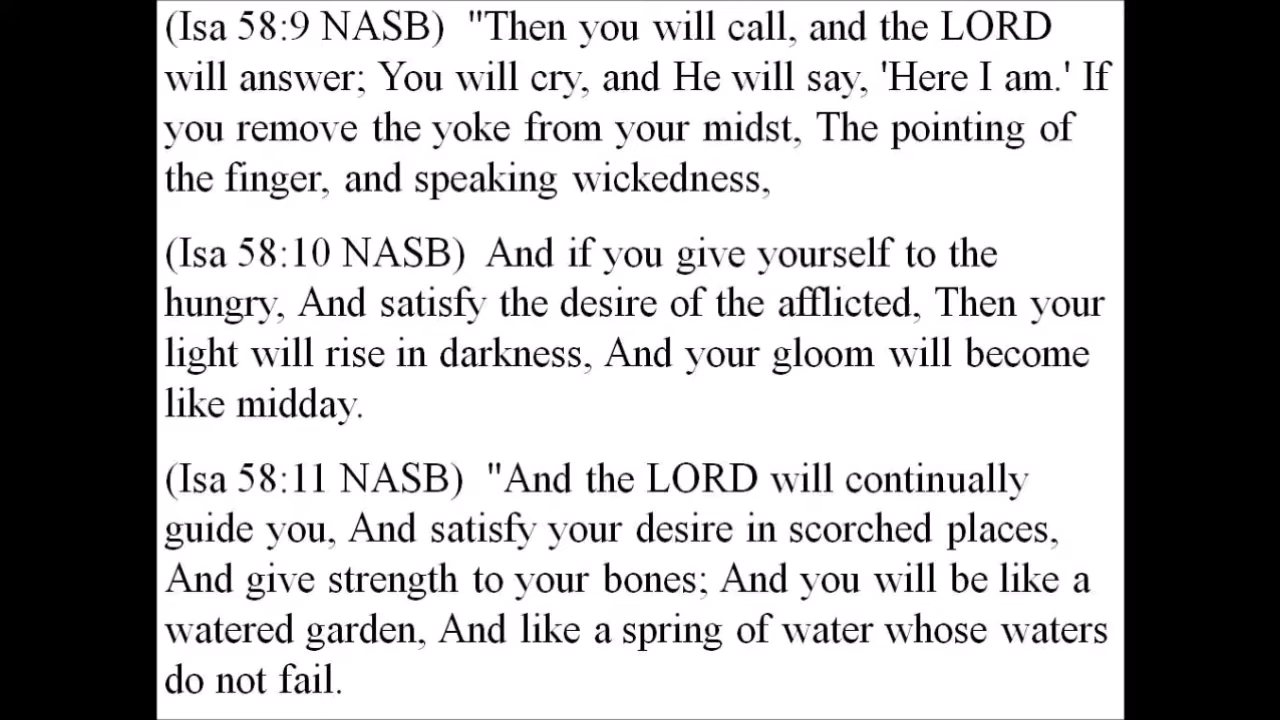 (Isa 58:9 NASB)  "Then you will call, and the LORD
will answer; You will cry, and He will say, 'Here I am.' If
you remove the yoke from your midst, The pointing of
the finger, and speaking wickedness,
(Isa 58:10 NASB)  And if you give yourself to the
hungry, And satisfy the desire of the afflicted, Then your
light will rise in darkness, And your gloom will become
like midday.
(Isa 58:11 NASB)  "And the LORD will continually
guide you, And satisfy your desire in scorched places,
And give strength to your bones; And you will be like a
watered garden, And like a spring of water whose waters
do not fail.